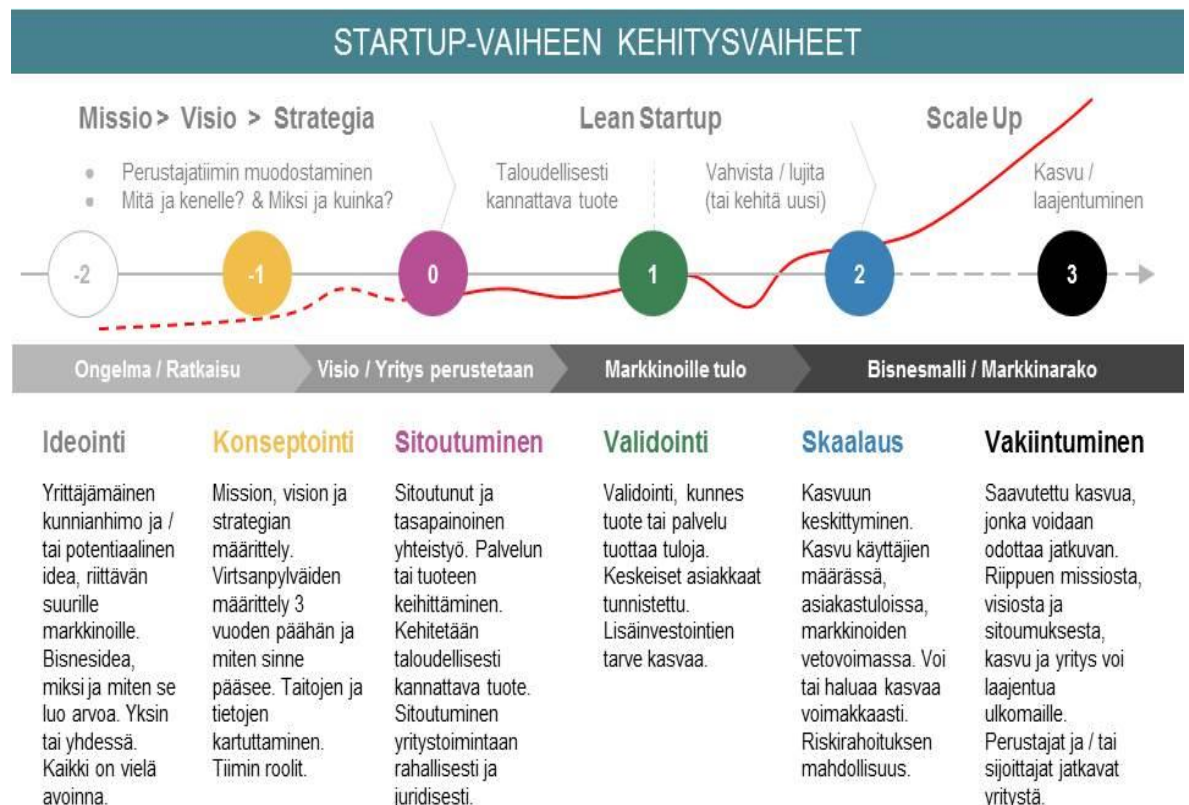 STARTUP-VAIHEEN KEHITYSVAIHEET
Missio > Visio > Strategia
• Perustajatiimin muodostaminen
• Mitä ja kenelle? & Miksi ja kuinka?
Lean Startup
Taloudellisesti
kannattava tuote
Vahvista / lujita
(tai kehitä uusi)
Scale Up
Kasvu /
laajentuminen
-2
-1
0
1
2
3
Ongelma / Ratkaisu
Visio / Yritys perustetaan
Markkinoille tulo
Bisnesmalli / Markkinarako
Ideointi
Yrittäjämäinen
kunnianhimo ja /
tai potentiaalinen
idea, riittävän
suurille
markkinoille.
Bisnesidea,
miksi ja miten se
luo arvoa. Yksin
tai yhdessä.
Kaikki on vielä
avoinna.
Konseptointi
Mission, vision ja
strategian
määrittely.
Virtsanpylväiden
määrittely 3
vuoden päähän ja
miten sinne
pääsee. Taitojen ja
tietojen
kartuttaminen.
Tiimin roolit.
Sitoutuminen
Sitoutunut ja
tasapainoinen
yhteistyö. Palvelun
tai tuoteen
keihittäminen.
Kehitetään
taloudellisesti
kannattava tuote.
Sitoutuminen
yritystoimintaan
rahallisesti ja
juridisesti.
Validointi
Validointi, kunnes
tuote tai palvelu
tuottaa tuloja.
Keskeiset asiakkaat
tunnistettu.
Lisäinvestointien
tarve kasvaa.
Skaalaus
Kasvuun
keskittyminen.
Kasvu käyttäjien
määrässä,
asiakastuloissa,
markkinoiden
vetovoimassa. Voi
tai haluaa kasvaa
voimakkaasti.
Riskirahoituksen
mahdollisuus.
Vakiintuminen
Saavutettu kasvua,
jonka voidaan
odottaa jatkuvan.
Riippuen missiosta,
visiosta ja
sitoumuksesta,
kasvu ja yritys voi
laajentua
ulkomaille.
Perustajat ja / tai
sijoittajat jatkavat
yritystä.